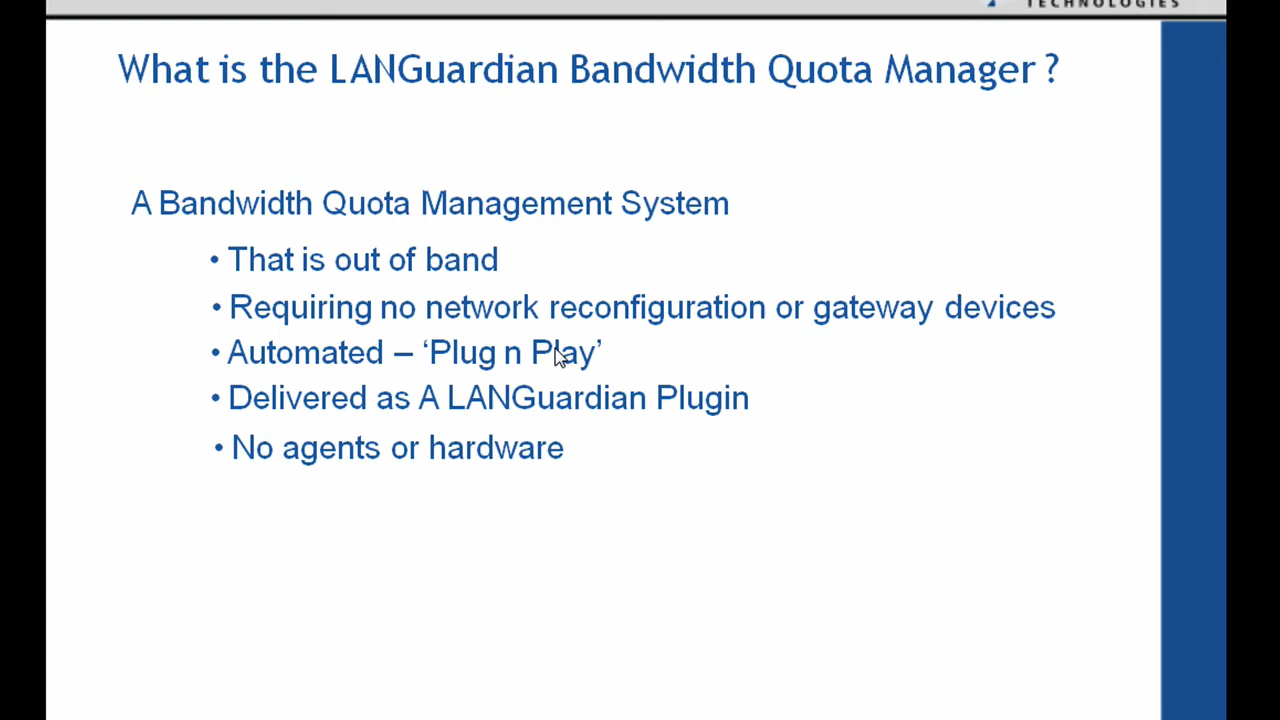 TECHNOLOGIES
What is the LANGuardian Bandwidth Quota Manager ?
A Bandwidth Quota Management System
• That is out of band
• Requiring no network reconfiguration or gateway devices
• Automated – ‘Plug n Play’
• Delivered as A LANGuardian Plugin
• No agents or hardware